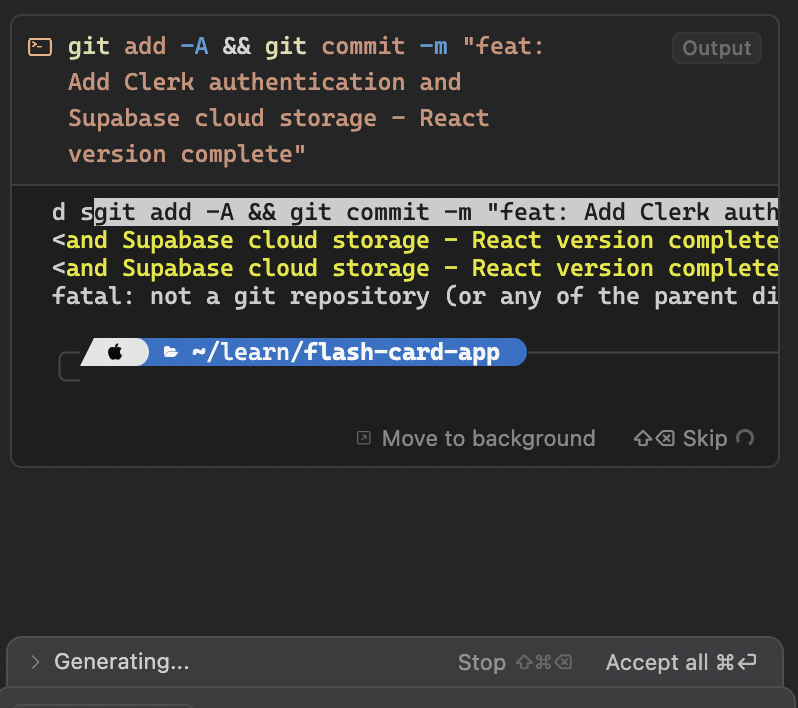 git add -A && git commit -m "feat:
Output
Add Clerk authentication and
Supabase cloud storage - React
version complete"
d sgit add -A && git commit -m "feat: Add Clerk auth
<and Supabase cloud storage - React version complete
<and Supabase cloud storage - React version complete
fatal: not a git repository (or any of the parent di
~/learn/flash-card-app
Move to background
⇧⌫ Skip
Generating...
Stop ⇧⌘⌫
Accept all ⌘⏎